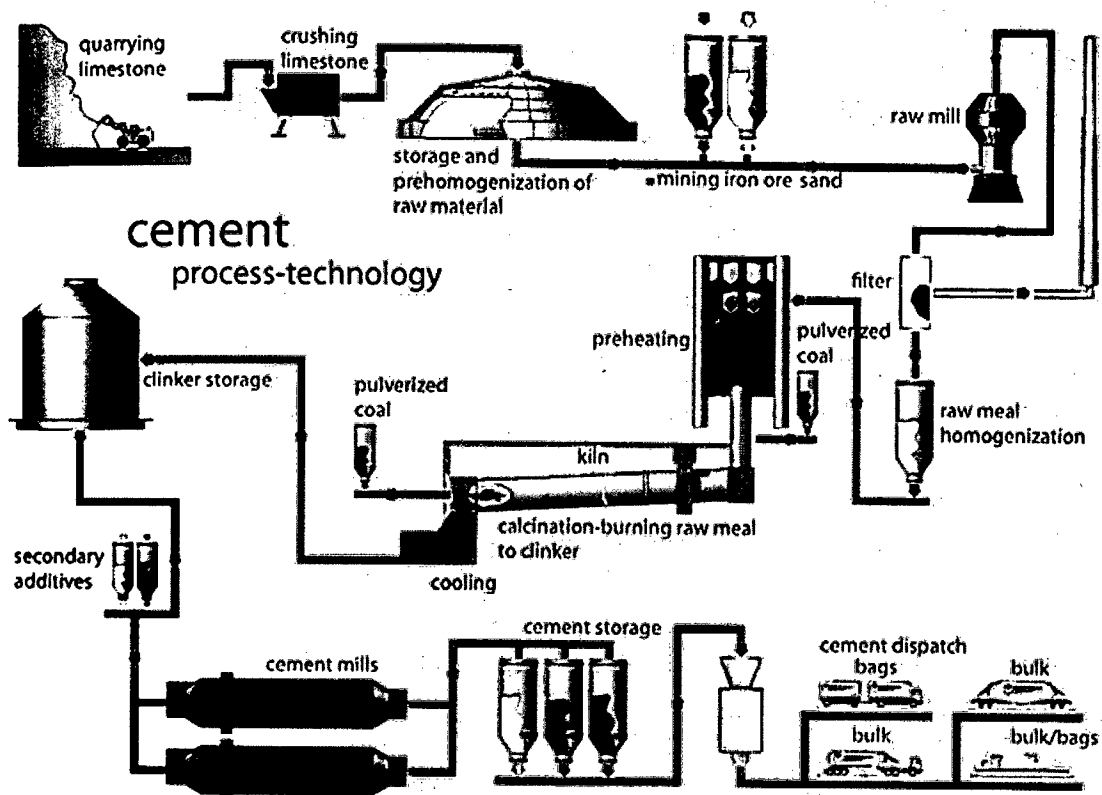 quarrying
limestone
crushing
limestone
storage and
prehomogenization of
raw material
mining iron ore sand
raw mill
cement
process-technology
filter
preheating
pulverized
coal
clinker storage
pulverized
coal
raw meal
homogenization
kiln
calcination-burning raw meal
to clinker
cooling
secondary
additives
cement mills
cement storage
cement dispatch
bags
bulk
bulk
bulk/bags